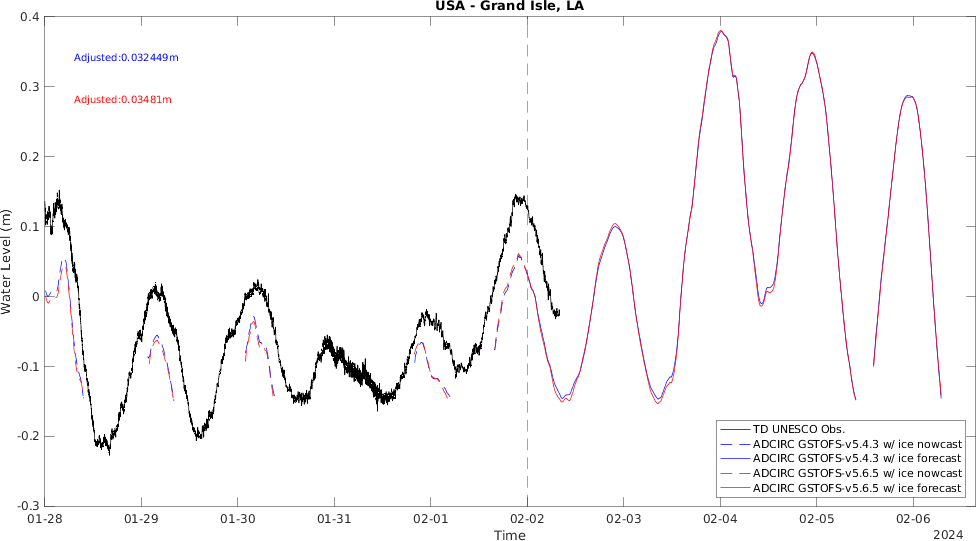 USA - Grand Isle, LA
0.4
0.3
0.2
0.1
0
-0.1
-0.2
-0.3
Water Level (m)
Adjusted:0.032449m
Adjusted:0.03481m
TD UNESCO Obs.
ADCIRC GSTOFS-v5.4.3 w/ ice nowcast
ADCIRC GSTOFS-v5.4.3 w/ ice forecast
ADCIRC GSTOFS-v5.6.5 w/ ice nowcast
ADCIRC GSTOFS-v5.6.5 w/ ice forecast
01-28 01-29 01-30 01-31 02-01 02-02 02-03 02-04 02-05 02-06
Time
2024